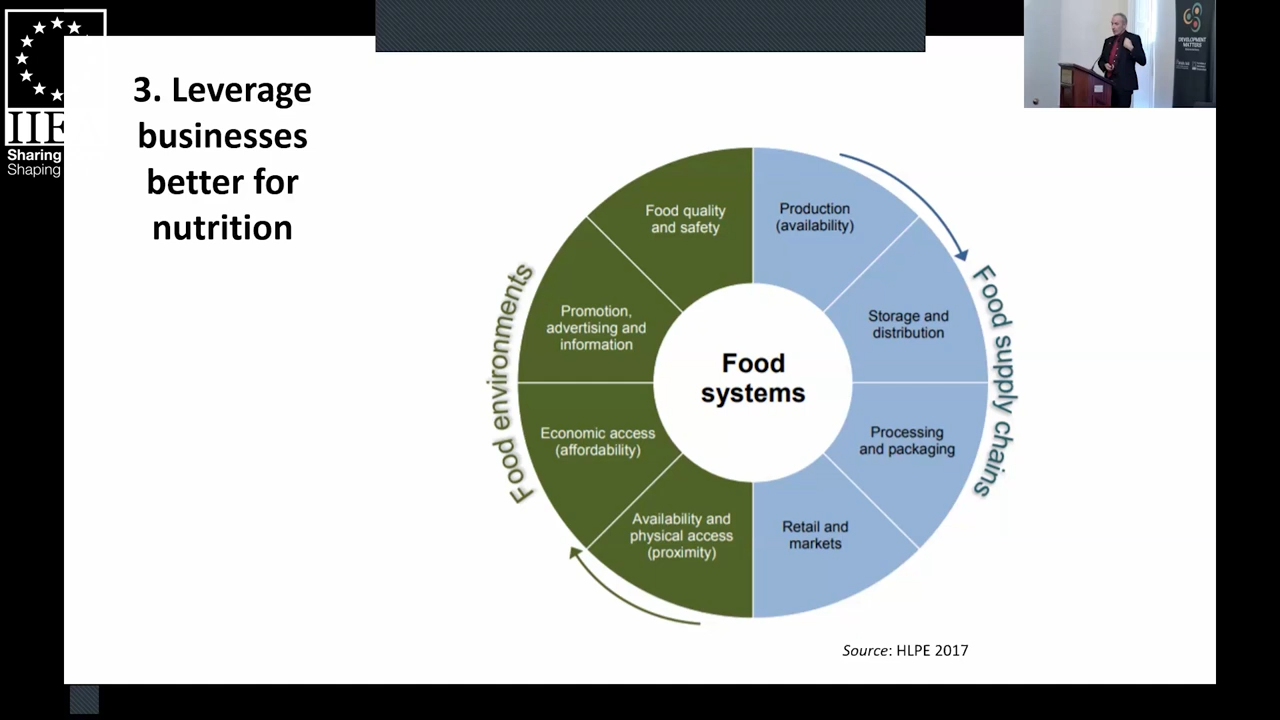 IIE
Sharing
Shaping
3. Leverage
businesses
better for
nutrition
DEVELOPMENT
MATTERS
Food quality
and safety
Production
(availability)
Promotion,
advertising and
information
Storage and
distribution
Food
systems
Economic access
(affordability)
Processing
and packaging
Availability and
physical access
(proximity)
Retail and
markets
Food environments
Food supply chains
Source: HLPE 2017